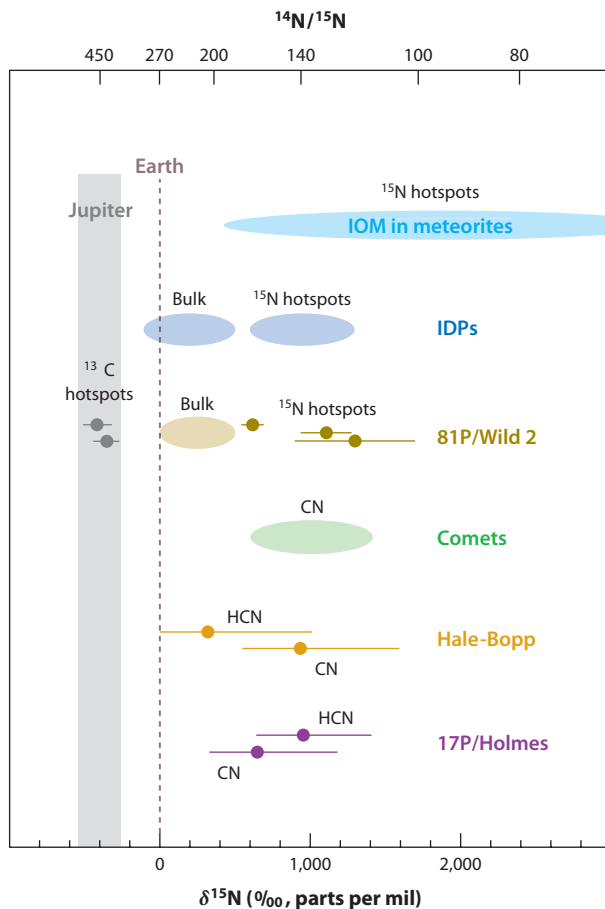 ¹⁴N/¹⁵N
450 270 200 140 100 80
Earth
¹⁵N hotspots
Jupiter
IOM in meteorites
Bulk
¹⁵N hotspots
IDPs
¹³ C
hotspots
Bulk
¹⁵N hotspots
81P/Wild 2
CN
Comets
HCN
Hale-Bopp
CN
HCN
17P/Holmes
CN
0 1,000 2,000
δ¹⁵N (‰, parts per mil)